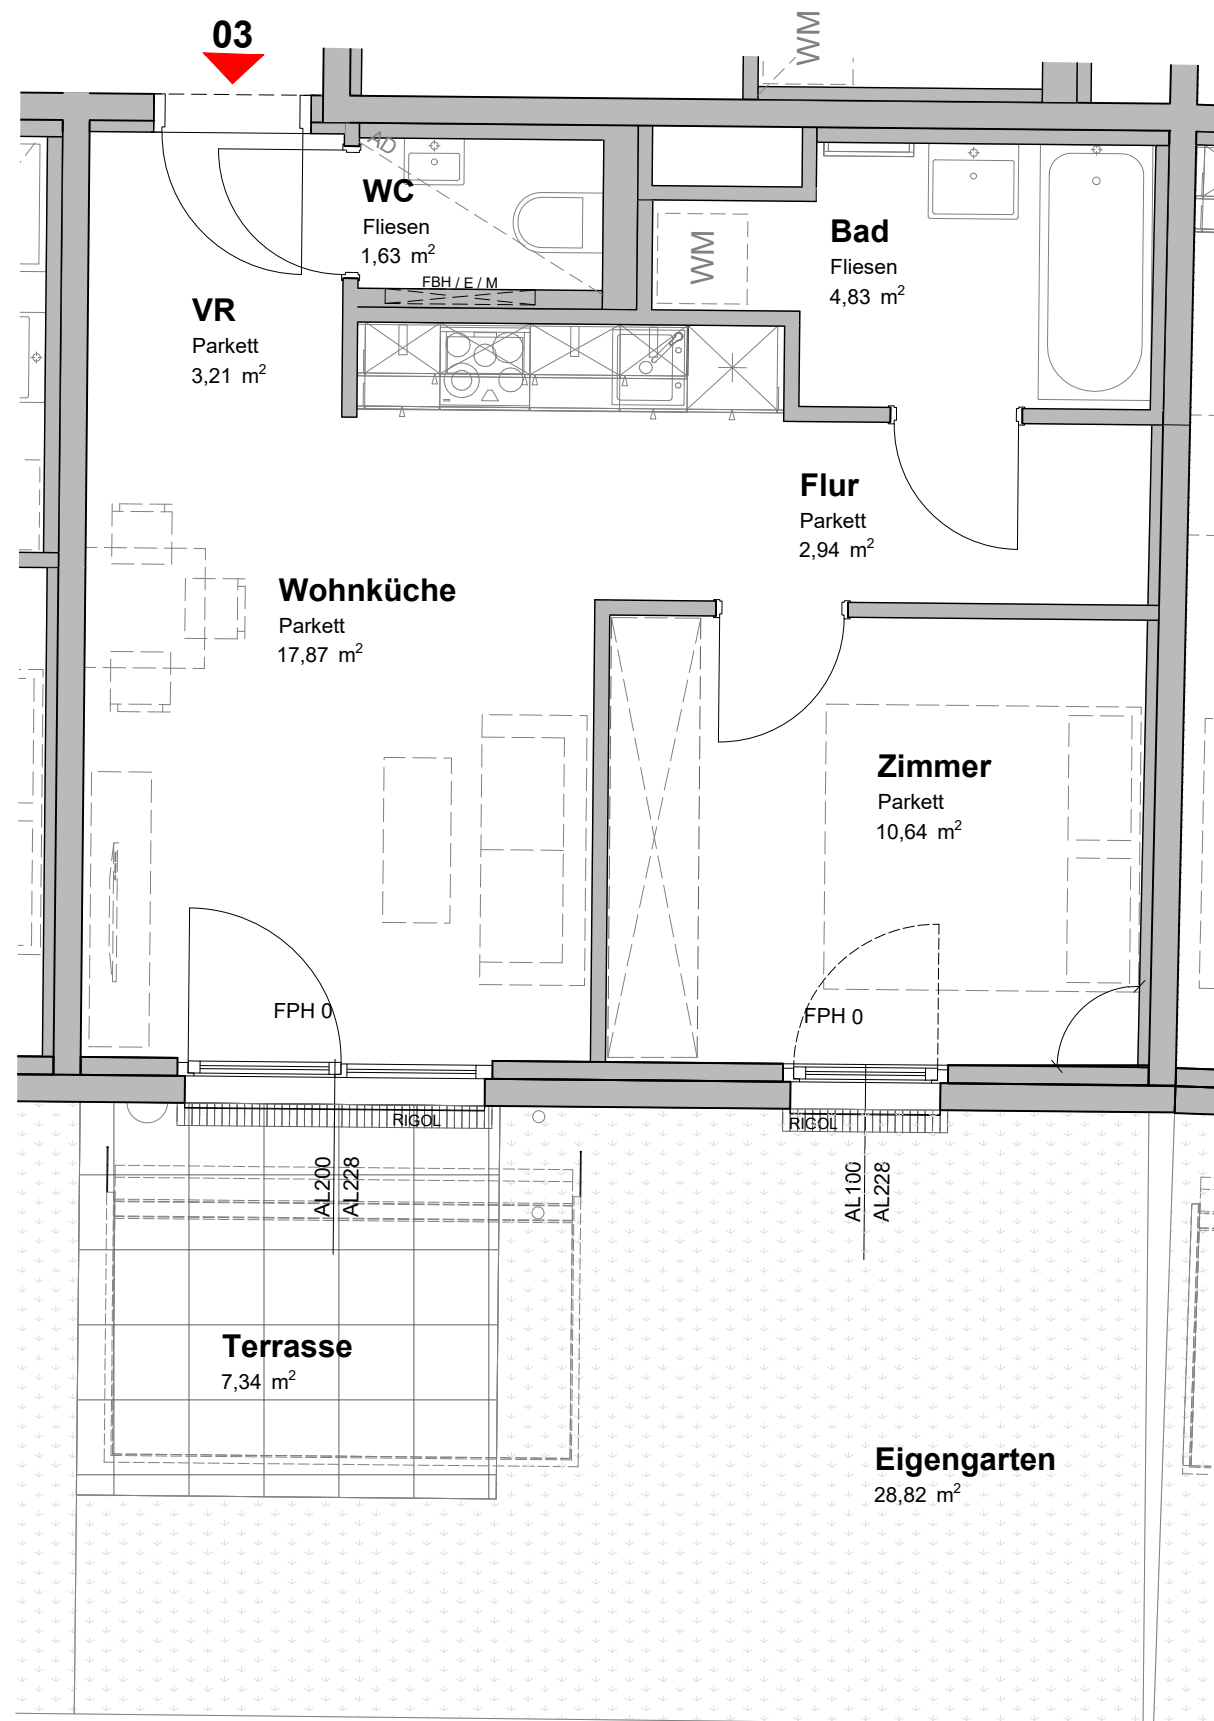 03
WM
AD
WC
Fliesen
1,63 m²
FBH / E / M
WM
Bad
Fliesen
4,83 m²
VR
Parkett
3,21 m²
Flur
Parkett
2,94 m²
Wohnküche
Parkett
17,87 m²
Zimmer
Parkett
10,64 m²
FPH 0
FPH 0
RIGOL
RIGOL
AL200
AL228
AL100
AL228
Terrasse
7,34 m²
Eigengarten
28,82 m²